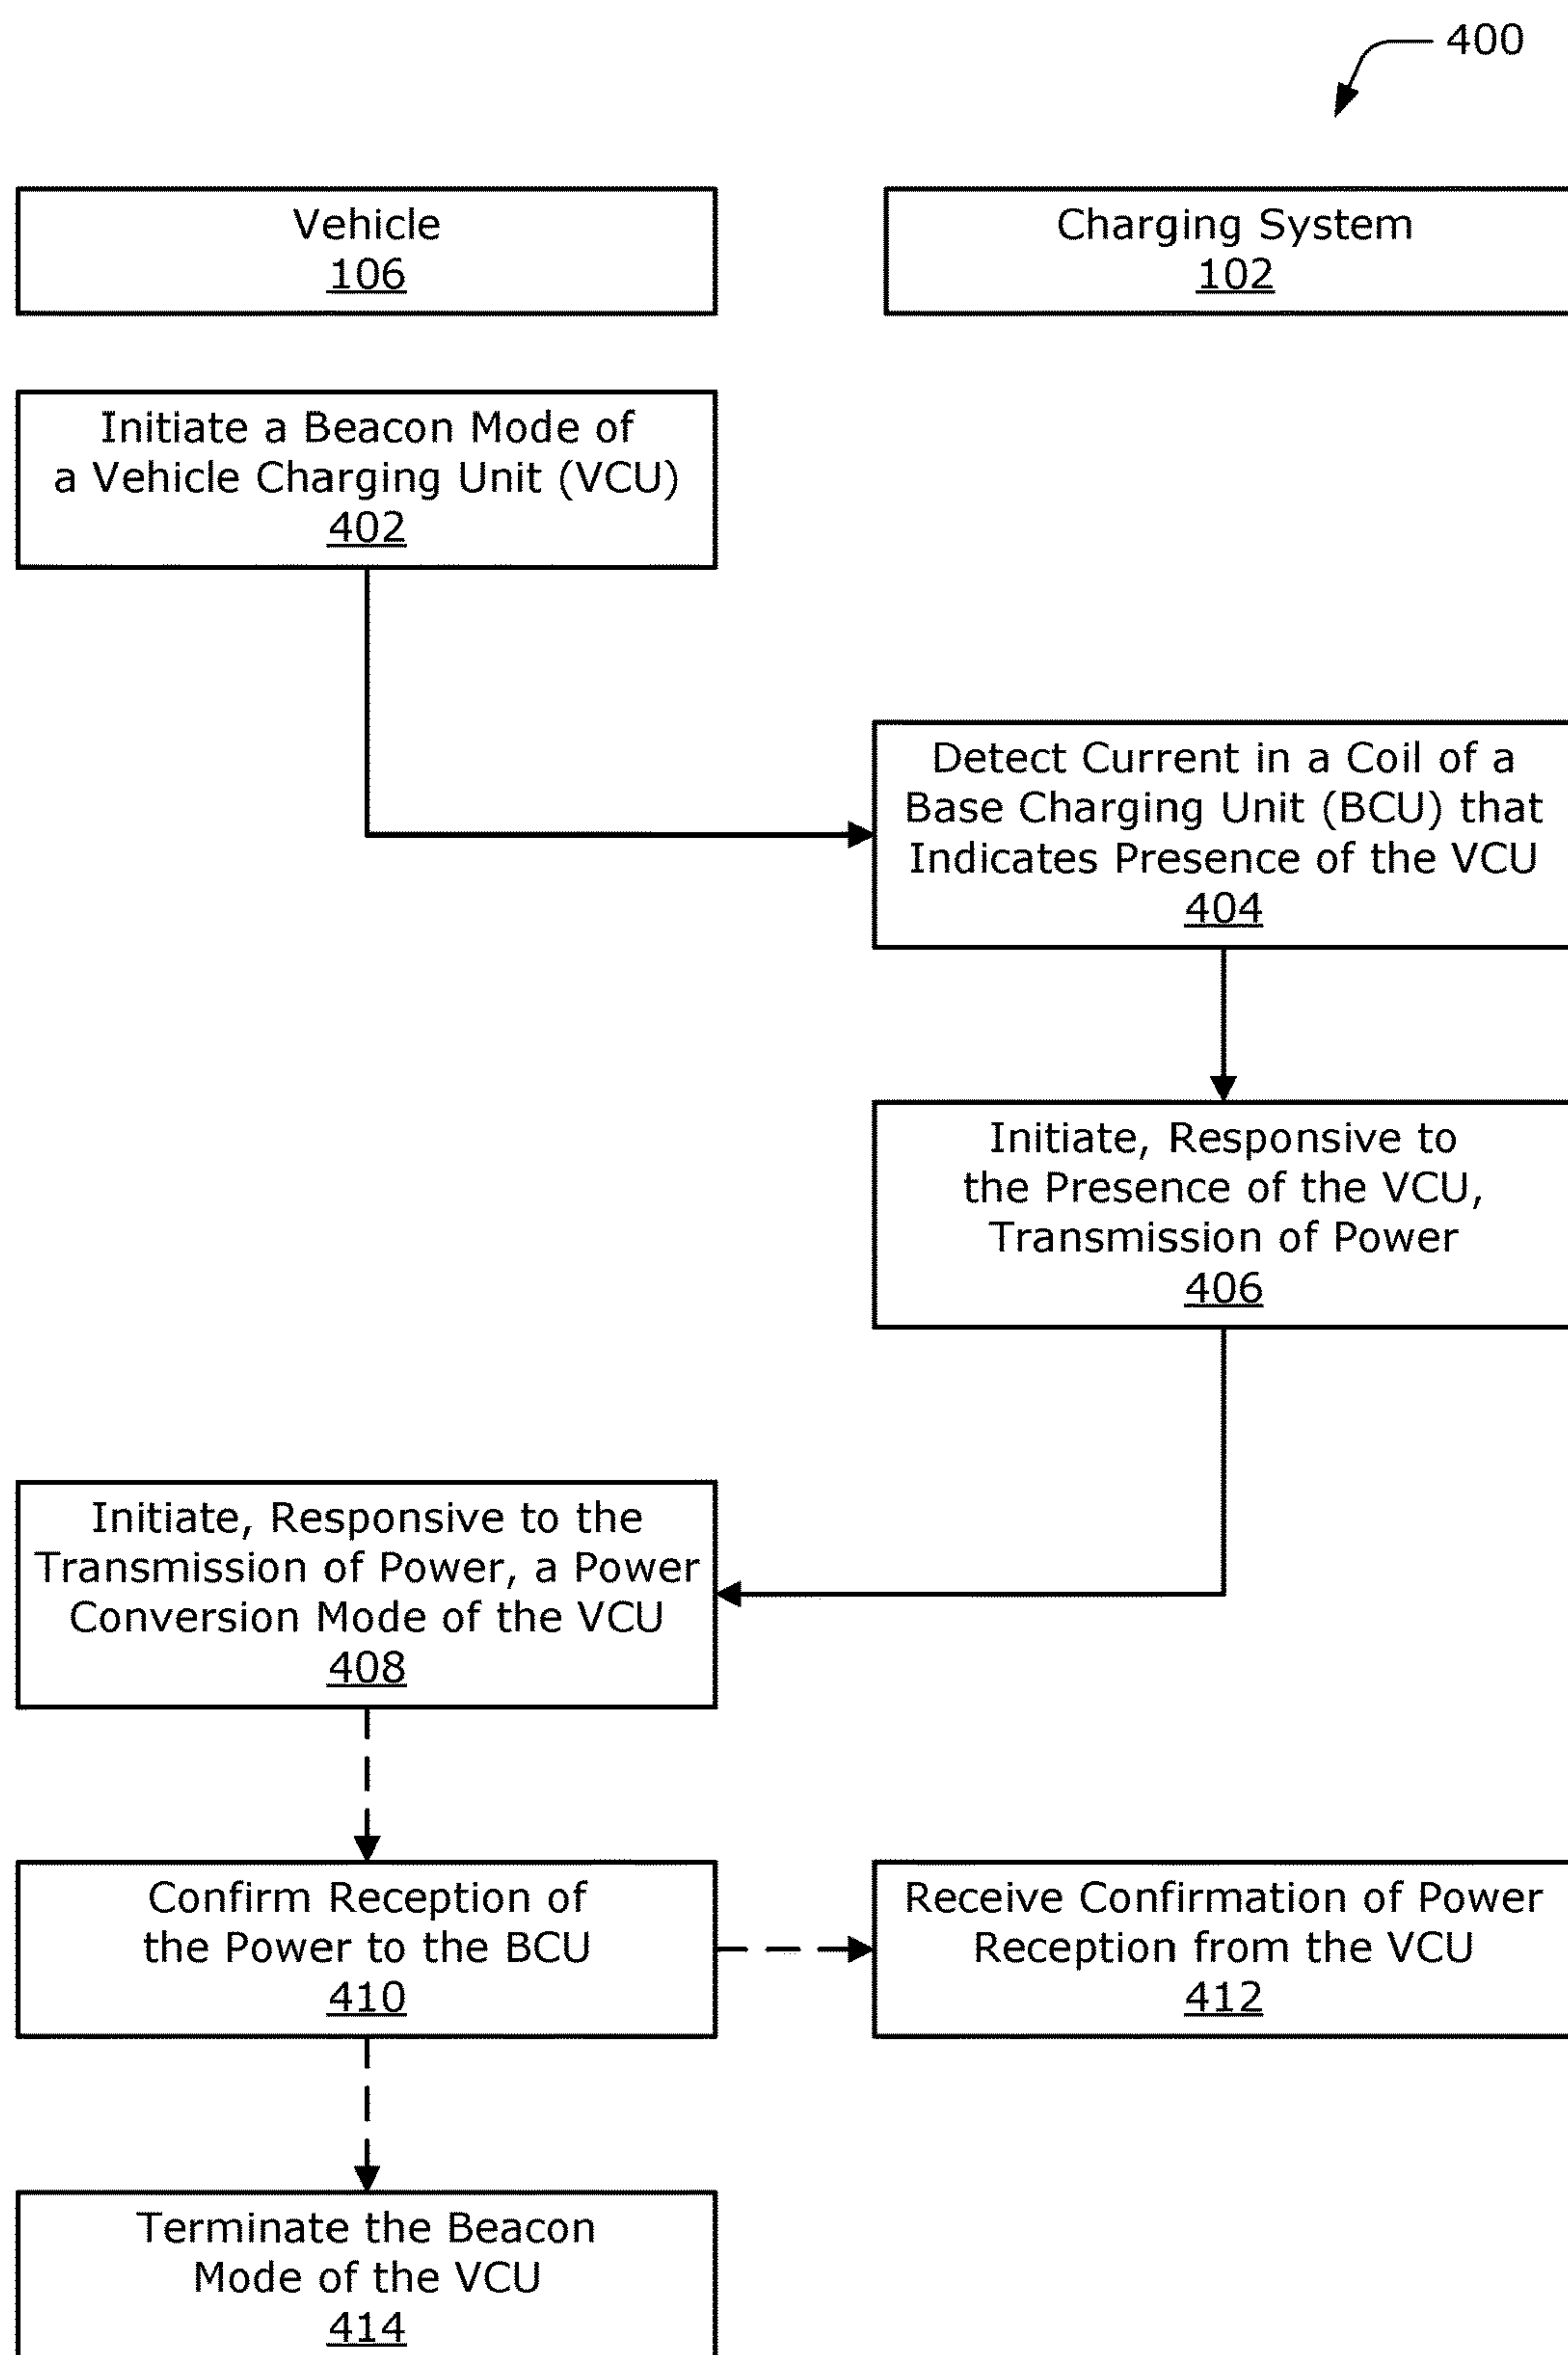 400
Vehicle
106
Charging System
102
Initiate a Beacon Mode of
a Vehicle Charging Unit (VCU)
402
Detect Current in a Coil of a
Base Charging Unit (BCU) that
Indicates Presence of the VCU
404
Initiate, Responsive to
the Presence of the VCU,
Transmission of Power
406
Initiate, Responsive to the
Transmission of Power, a Power
Conversion Mode of the VCU
408
Confirm Reception of
the Power to the BCU
410
Receive Confirmation of Power
Reception from the VCU
412
Terminate the Beacon
Mode of the VCU
414